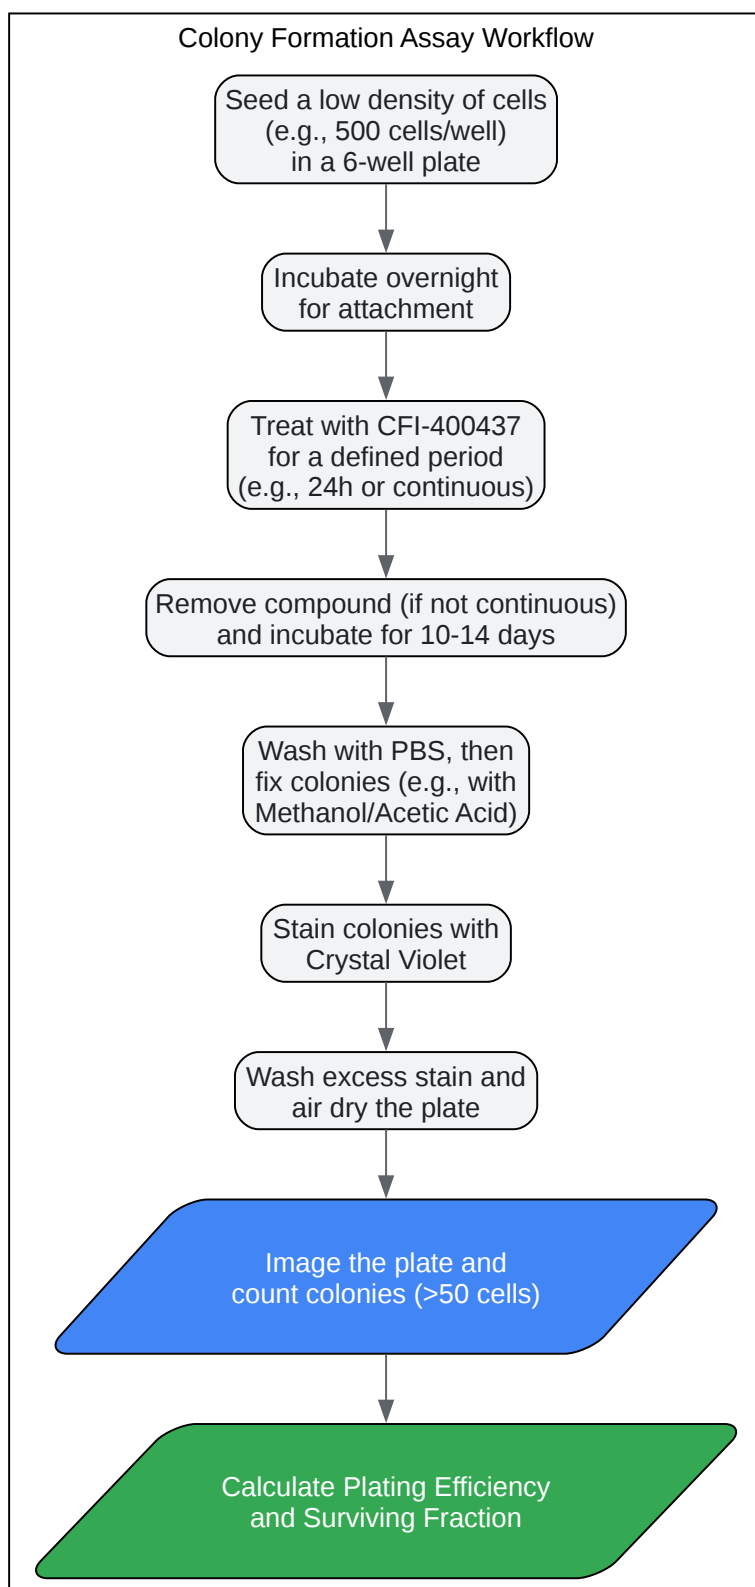 Colony Formation Assay Workflow
Seed a low density of cells
(e.g., 500 cells/well)
in a 6-well plate
Incubate overnight
for attachment
Treat with CFI-400437
for a defined period
(e.g., 24h or continuous)
Remove compound (if not continuous)
and incubate for 10-14 days
Wash with PBS, then
fix colonies (e.g., with
Methanol/Acetic Acid)
Stain colonies with
Crystal Violet
Wash excess stain and
air dry the plate
Image the plate and
count colonies (>50 cells)
Calculate Plating Efficiency
and Surviving Fraction